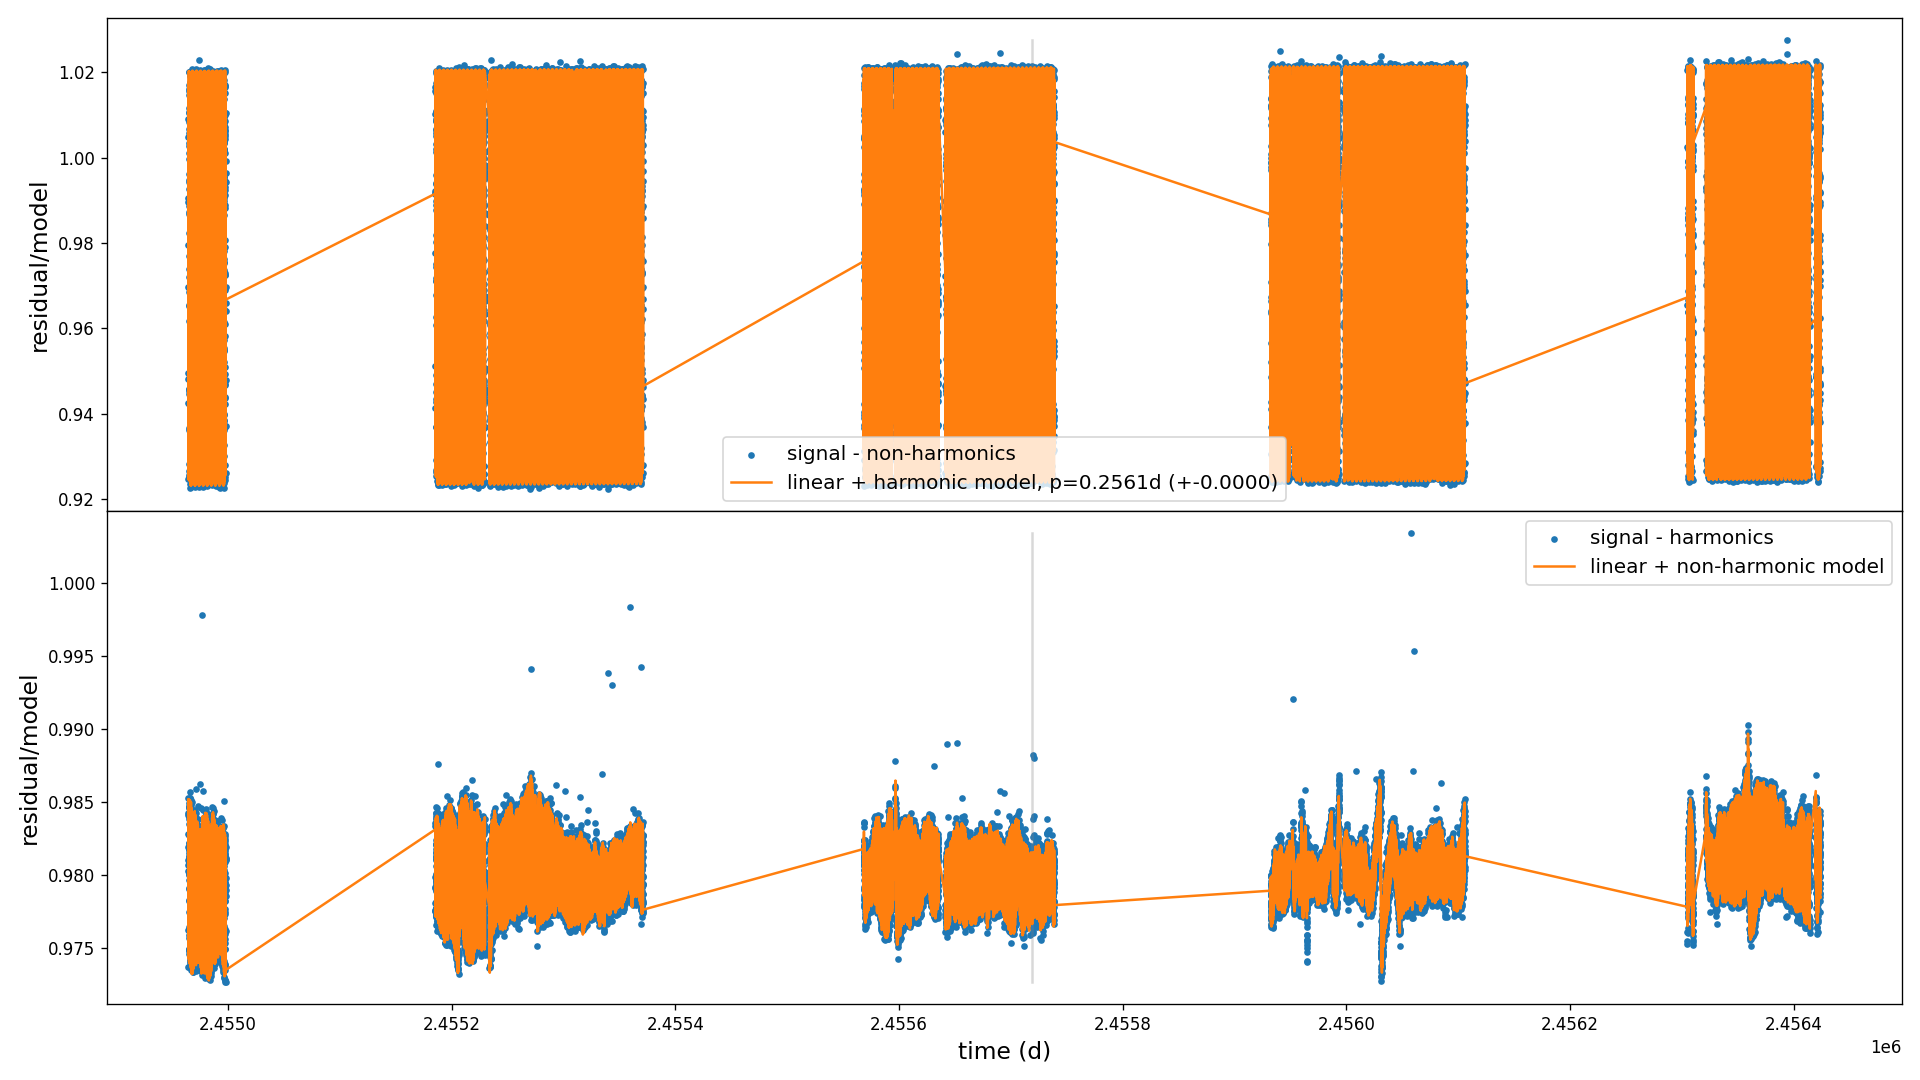 1.02
1.00
0.98
0.96
0.94
0.92
residual/model
signal - non-harmonics
linear + harmonic model, p=0.2561d (+-0.0000)
signal - harmonics
linear + non-harmonic model
1.000
0.995
0.990
0.985
0.980
0.975
residual/model
2.4550 2.4552 2.4554 2.4556 2.4558 2.4560 2.4562 2.4564
1e6
time (d)